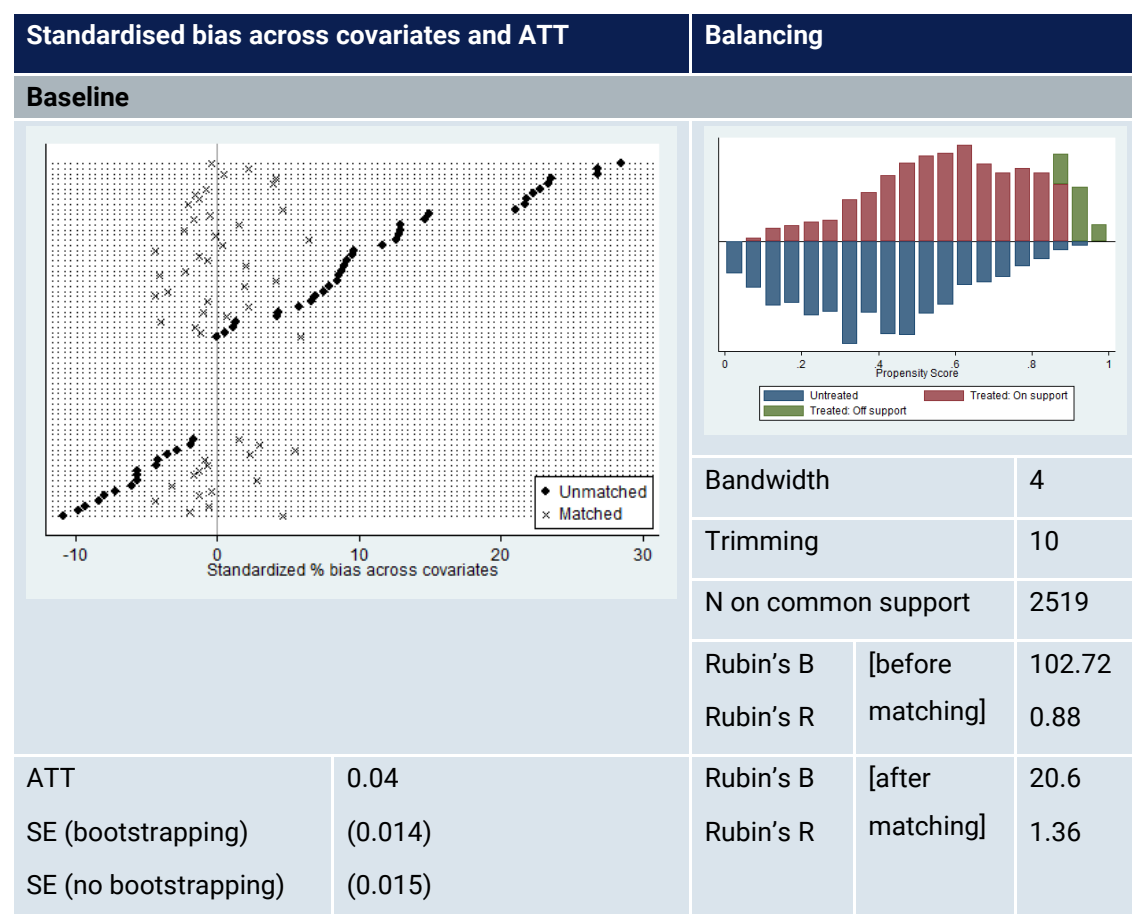 Standardised bias across covariates and ATT
Balancing
Baseline
-10 0 10 20 30
Standardized % bias across covariates
Unmatched
Matched
0 .2 .4 .6 .8 1
Propensity Score
Untreated
Treated: On support
Treated: Off support
Bandwidth 4
Trimming 10
N on common support 2519
Rubin’s B [before 102.72
Rubin’s R matching] 0.88
ATT 0.04
SE (bootstrapping) (0.014)
SE (no bootstrapping) (0.015)
Rubin’s B [after 20.6
Rubin’s R matching] 1.36